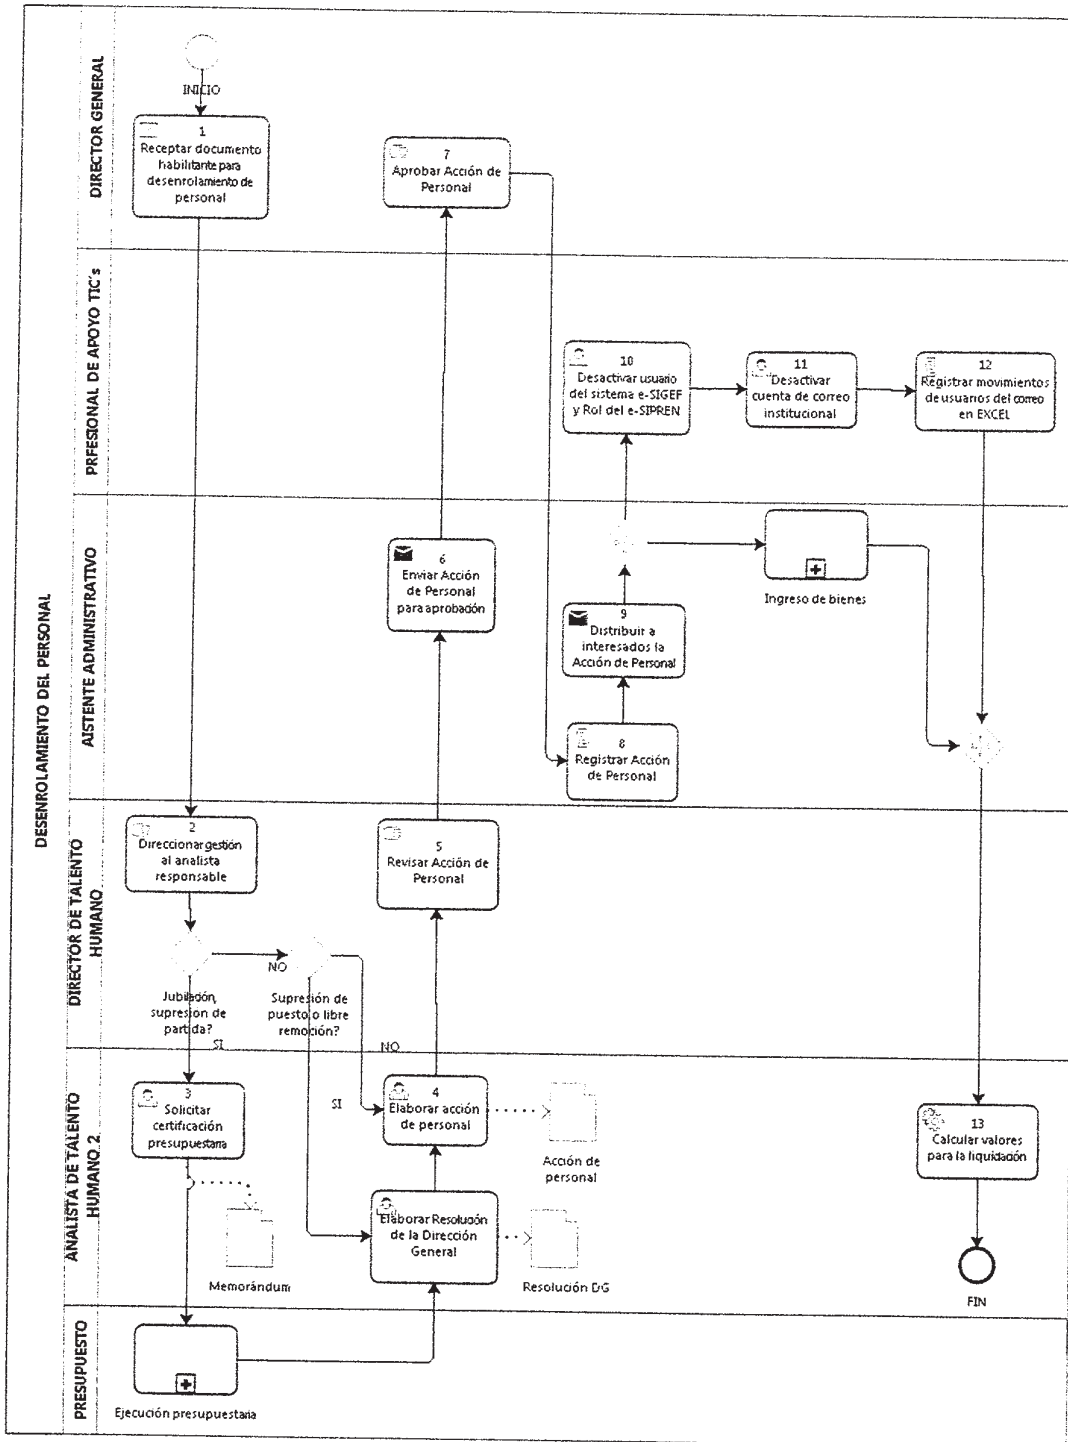 DESENROLAMIENTO DEL PERSONAL
DIRECTOR GENERAL
INICIO
1
Receptar documento
habilitante para
desenrolamiento de
personal
7
Aprobar Acción de
Personal
PRFESIONAL DE APOYO TIC's
10
Desactivar usuario
del sistema e-SIGEF
y Rol del e-SIPREN
11
Desactivar
cuenta de correo
institucional
12
Registrar movimientos
de usuarios del correo
en EXCEL
AISTENTE ADMINISTRATIVO
6
Enviar Acción
de Personal
para aprobación
Ingreso de bienes
9
Distribuir a
interesados la
Acción de Personal
8
Registrar Acción
de Personal
DIRECTOR DE TALENTO
HUMANO
2
Direccionar gestión
al analista
responsable
5
Revisar Acción de
Personal
NO
Jubilación,
supresión de
partida?
SI
Supresión de
puesto o libre
remoción?
NO
SI
ANALISTA DE TALENTO
HUMANO 2
3
Solicitar
certificación
presupuestaria
4
Elaborar acción
de personal
Acción de
personal
13
Calcular valores
para la liquidación
Elaborar Resolución
de la Dirección
General
Memorándum
Resolución DG
FIN
PRESUPUESTO
Ejecución presupuestaria